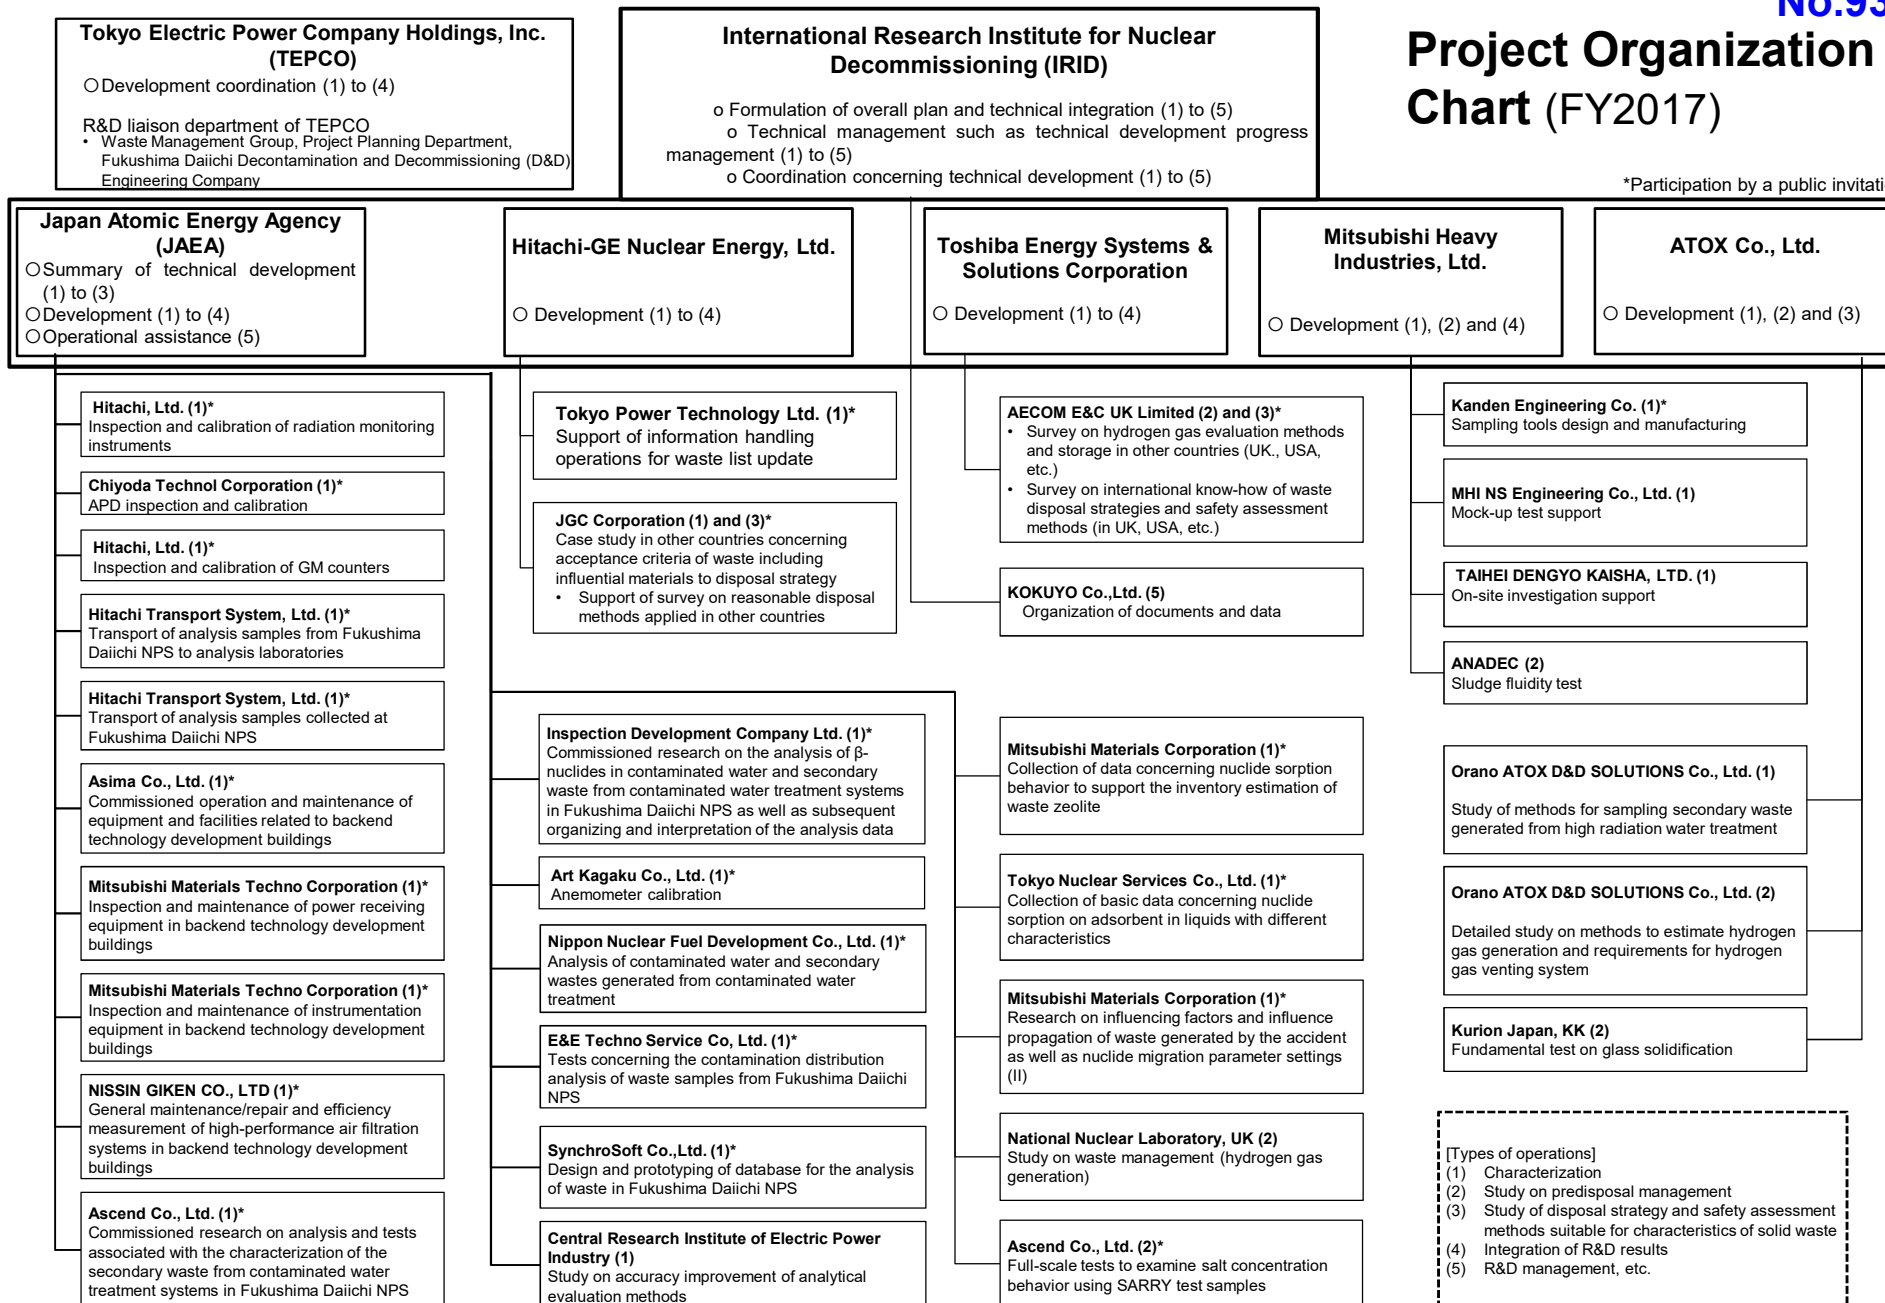 No.93
Project Organization
Chart (FY2017)
*Participation by a public
Tokyo Electric Power Company Holdings, Inc.
(TEPCO)
○Development coordination (1) to (4)
R&D liaison department of TEPCO
• Waste Management Group, Project Planning Department,
Fukushima Daiichi Decontamination and Decommissioning (D&D)
Engineering Company
International Research Institute for Nuclear
Decommissioning (IRID)
o Formulation of overall plan and technical integration (1) to (5)
o Technical management such as technical development progress
management (1) to (5)
o Coordination concerning technical development (1) to (5)
Japan Atomic Energy Agency
(JAEA)
○Summary of technical development
(1) to (3)
○Development (1) to (4)
○Operational assistance (5)
Hitachi-GE Nuclear Energy, Ltd.
○ Development (1) to (4)
Toshiba Energy Systems &
Solutions Corporation
○ Development (1) to (4)
Mitsubishi Heavy
Industries, Ltd.
○ Development (1), (2) and (4)
ATOX Co., Ltd.
○ Development (1), (2) and (3)
Hitachi, Ltd. (1)*
Inspection and calibration of radiation monitoring
instruments
Chiyoda Technol Corporation (1)*
APD inspection and calibration
Hitachi, Ltd. (1)*
Inspection and calibration of GM counters
Hitachi Transport System, Ltd. (1)*
Transport of analysis samples from Fukushima
Daiichi NPS to analysis laboratories
Hitachi Transport System, Ltd. (1)*
Transport of analysis samples collected at
Fukushima Daiichi NPS
Asima Co., Ltd. (1)*
Commissioned operation and maintenance of
equipment and facilities related to backend
technology development buildings
Mitsubishi Materials Techno Corporation (1)*
Inspection and maintenance of power receiving
equipment in backend technology development
buildings
Mitsubishi Materials Techno Corporation (1)*
Inspection and maintenance of instrumentation
equipment in backend technology development
buildings
NISSIN GIKEN CO., LTD (1)*
General maintenance/repair and efficiency
measurement of high-performance air filtration
systems in backend technology development
buildings
Ascend Co., Ltd. (1)*
Commissioned research on analysis and tests
associated with the characterization of the
secondary waste from contaminated water
treatment systems in Fukushima Daiichi NPS
Tokyo Power Technology Ltd. (1)*
Support of information handling
operations for waste list update
JGC Corporation (1) and (3)*
Case study in other countries concerning
acceptance criteria of waste including
influential materials to disposal strategy
• Support of survey on reasonable disposal
methods applied in other countries
Inspection Development Company Ltd. (1)*
Commissioned research on the analysis of β-
nuclides in contaminated water and secondary
waste from contaminated water treatment systems
in Fukushima Daiichi NPS as well as subsequent
organizing and interpretation of the analysis data
Art Kagaku Co., Ltd. (1)*
Anemometer calibration
Nippon Nuclear Fuel Development Co., Ltd. (1)*
Analysis of contaminated water and secondary
wastes generated from contaminated water
treatment
E&E Techno Service Co, Ltd. (1)*
Tests concerning the contamination distribution
analysis of waste samples from Fukushima Daiichi
NPS
SynchroSoft Co.,Ltd. (1)*
Design and prototyping of database for the analysis
of waste in Fukushima Daiichi NPS
Central Research Institute of Electric Power
Industry (1)
Study on accuracy improvement of analytical
evaluation methods
AECOM E&C UK Limited (2) and (3)*
• Survey on hydrogen gas evaluation methods
and storage in other countries (UK., USA,
etc.)
• Survey on international know-how of waste
disposal strategies and safety assessment
methods (in UK, USA, etc.)
KOKUYO Co.,Ltd. (5)
Organization of documents and data
Mitsubishi Materials Corporation (1)*
Collection of data concerning nuclide sorption
behavior to support the inventory estimation of
waste zeolite
Tokyo Nuclear Services Co., Ltd. (1)*
Collection of basic data concerning nuclide
sorption on adsorbent in liquids with different
characteristics
Mitsubishi Materials Corporation (1)*
Research on influencing factors and influence
propagation of waste generated by the accident
as well as nuclide migration parameter settings
(II)
National Nuclear Laboratory, UK (2)
Study on waste management (hydrogen gas
generation)
Ascend Co., Ltd. (2)*
Full-scale tests to examine salt concentration
behavior using SARRY test samples
Kanden Engineering Co. (1)*
Sampling tools design and manufacturing
MHI NS Engineering Co., Ltd. (1)
Mock-up test support
TAIHEI DENGYO KAISHA, LTD. (1)
On-site investigation support
ANADEC (2)
Sludge fluidity test
Orano ATOX D&D SOLUTIONS Co., Ltd. (1)
Study of methods for sampling secondary waste
generated from high radiation water treatment
Orano ATOX D&D SOLUTIONS Co., Ltd. (2)
Detailed study on methods to estimate hydrogen
gas generation and requirements for hydrogen
gas venting system
Kurion Japan, KK (2)
Fundamental test on glass solidification
[Types of operations]
(1) Characterization
(2) Study on predisposal management
(3) Study of disposal strategy and safety assessment
methods suitable for characteristics of solid waste
(4) Integration of R&D results
(5) R&D management, etc.